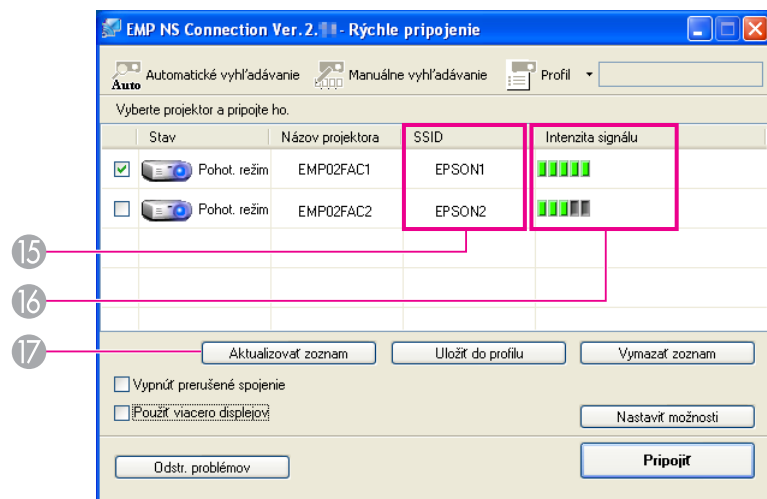 EMP NS Connection Ver.2. - Rýchle pripojenie
Auto Automatické vyhľadávanie Manuálne vyhľadávanie Profil
Vyberte projektor a pripojte ho.
Stav Názov projektora SSID Intenzita signálu
Pohot. režim EMP02FAC1 EPSON1
Pohot. režim EMP02FAC2 EPSON2
15
16
17 Aktualizovať zoznam Uložiť do profilu Vymazať zoznam
Vypnúť prerušené spojenie
Použiť viacero displejov Nastaviť možnosti
Odstr. problémov Pripojiť